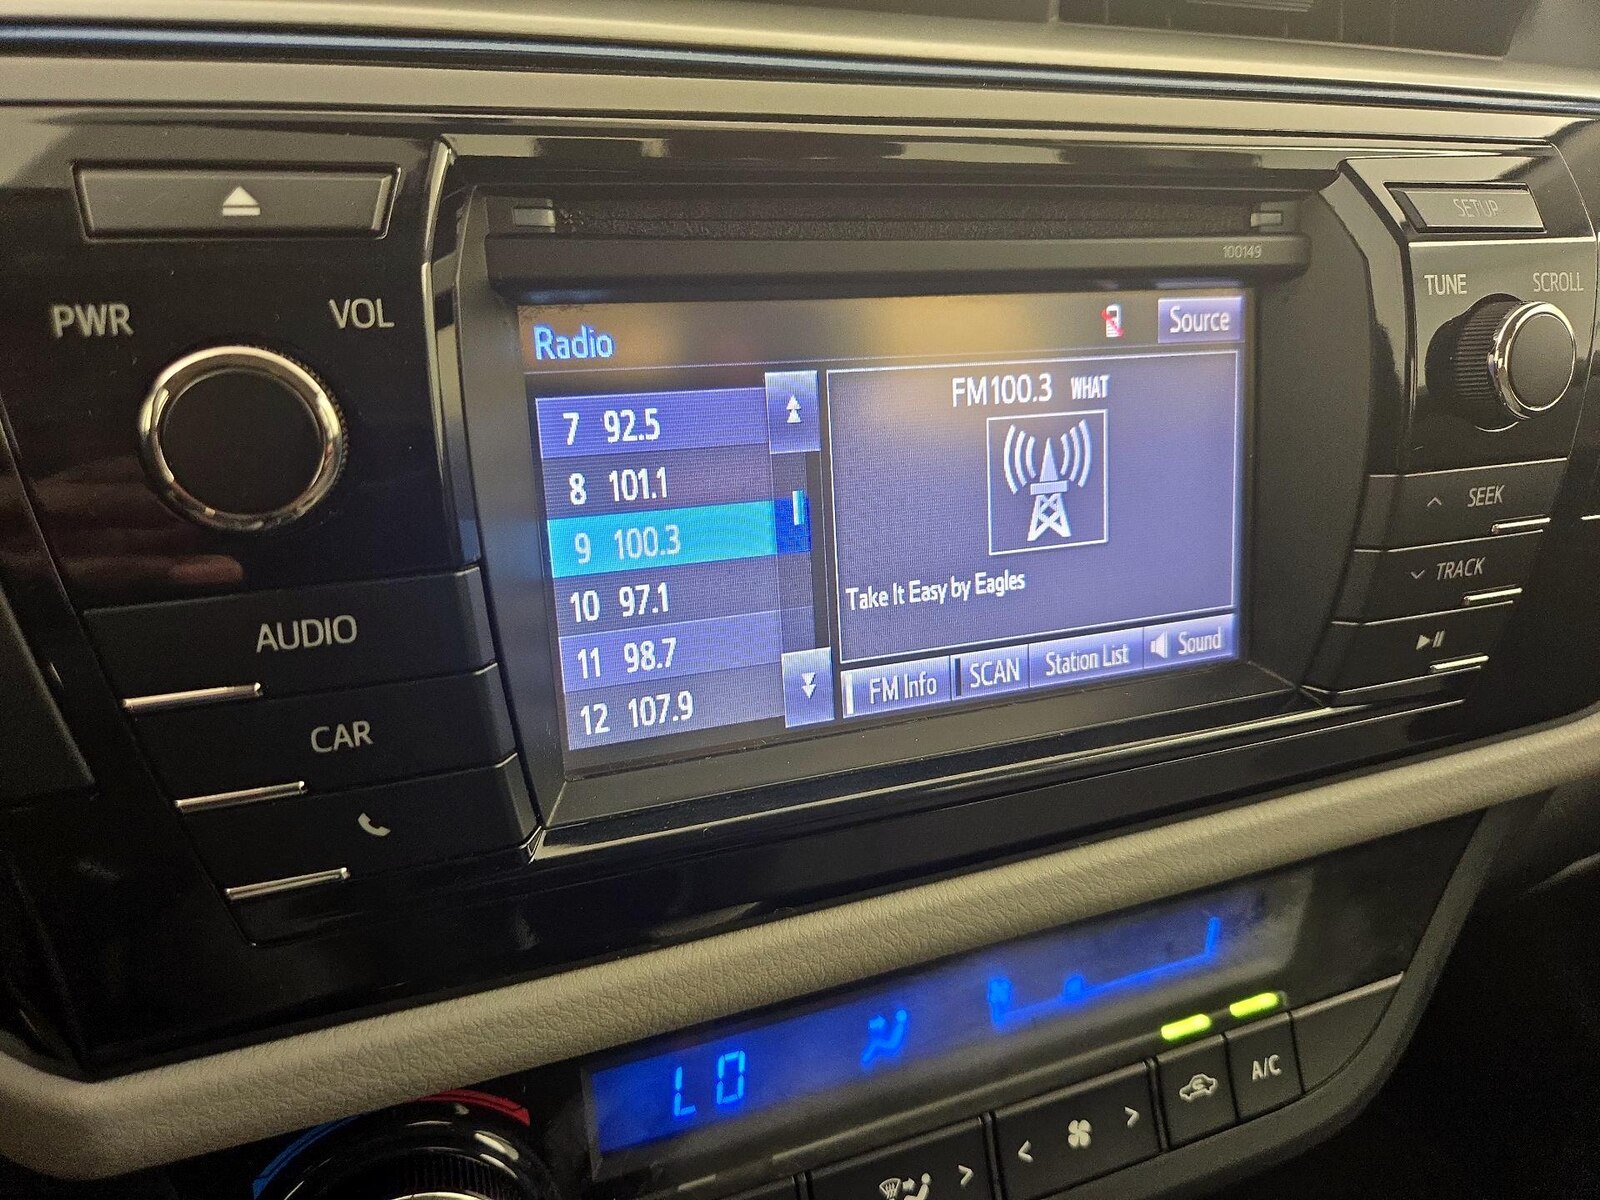 SETUP
100149
TUNE SCROLL
PWR VOL
Radio
Source
7 92.5
8 101.1
9 100.3
10 97.1
11 98.7
12 107.9
FM100.3 WHAT
Take It Easy by Eagles
FM Info
SCAN
Station List
Sound
SEEK
TRACK
AUDIO
CAR
LO
A/C